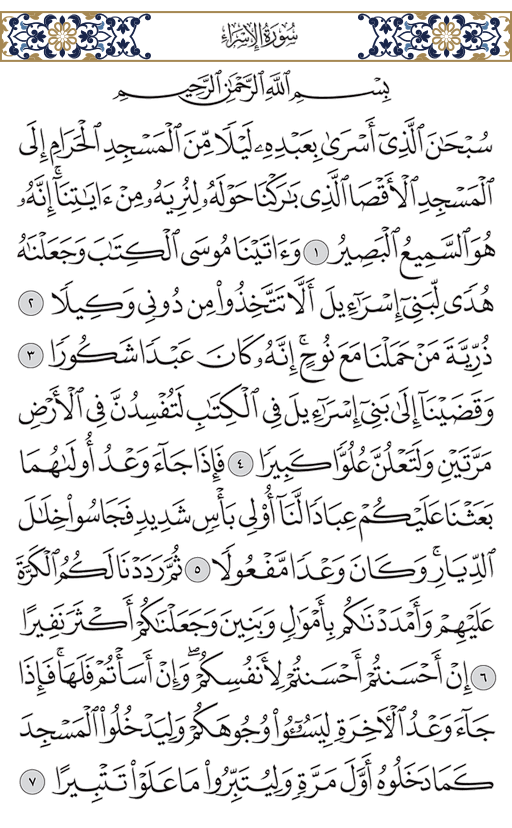 سُورَةُ الإِسْرَاءِ
بِسْمِ ٱللَّهِ ٱلرَّحْمَٰنِ ٱلرَّحِيمِ
سُبْحَٰنَ ٱلَّذِىٓ أَسْرَىٰ بِعَبْدِهِۦ لَيْلًا مِّنَ ٱلْمَسْجِدِ ٱلْحَرَامِ إِلَى
ٱلْمَسْجِدِ ٱلْأَقْصَا ٱلَّذِى بَٰرَكْنَا حَوْلَهُۥ لِنُرِيَهُۥ مِنْ ءَايَٰتِنَآ ۚ إِنَّهُۥ
هُوَ ٱلسَّمِيعُ ٱلْبَصِيرُ ١ وَءَاتَيْنَا مُوسَى ٱلْكِتَٰبَ وَجَعَلْنَٰهُ
هُدًى لِّبَنِىٓ إِسْرَٰٓءِيلَ أَلَّا تَتَّخِذُوا۟ مِن دُونِى وَكِيلًا ٢
ذُرِّيَّةَ مَنْ حَمَلْنَا مَعَ نُوحٍ ۚ إِنَّهُۥ كَانَ عَبْدًا شَكُورًا ٣
وَقَضَيْنَآ إِلَىٰ بَنِىٓ إِسْرَٰٓءِيلَ فِى ٱلْكِتَٰبِ لَتُفْسِدُنَّ فِى ٱلْأَرْضِ
مَرَّتَيْنِ وَلَتَعْلُنَّ عُلُوًّا كَبِيرًا ٤ فَإِذَا جَآءَ وَعْدُ أُولَىٰهُمَا
بَعَثْنَا عَلَيْكُمْ عِبَادًا لَّنَآ أُو۟لِى بَأْسٍ شَدِيدٍ فَجَاسُوا۟ خِلَٰلَ
ٱلدِّيَارِ ۚ وَكَانَ وَعْدًا مَّفْعُولًا ٥ ثُمَّ رَدَدْنَا لَكُمُ ٱلْكَرَّةَ
عَلَيْهِمْ وَأَمْدَدْنَٰكُم بِأَمْوَٰلٍ وَبَنِينَ وَجَعَلْنَٰكُمْ أَكْثَرَ نَفِيرًا
٦ إِنْ أَحْسَنتُمْ أَحْسَنتُمْ لِأَنفُسِكُمْ ۖ وَإِنْ أَسَأْتُمْ فَلَهَا ۚ فَإِذَا
جَآءَ وَعْدُ ٱلْءَاخِرَةِ لِيَسُۥٓـُٔوا۟ وُجُوهَكُمْ وَلِيَدْخُلُوا۟ ٱلْمَسْجِدَ
كَمَا دَخَلُوهُ أَوَّلَ مَرَّةٍ وَلِيُتَبِّرُوا۟ مَا عَلَوْا۟ تَتْبِيرًا ٧